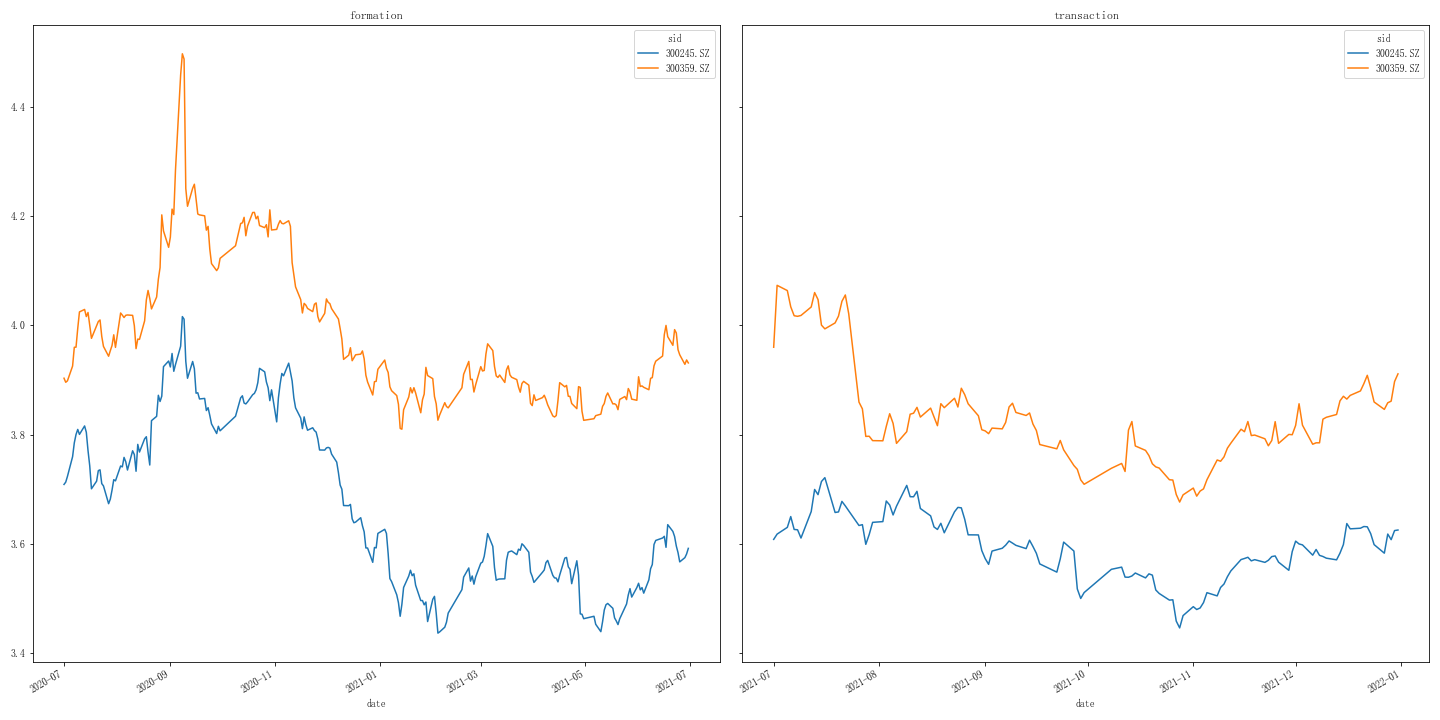 formation
sid
300245.SZ
300359.SZ
4.4
4.2
4.0
3.8
3.6
3.4
2020-07
2020-09
2020-11
2021-01
2021-03
2021-05
2021-07
date
transaction
sid
300245.SZ
300359.SZ
2021-07
2021-08
2021-09
2021-10
2021-11
2021-12
2022-01
date